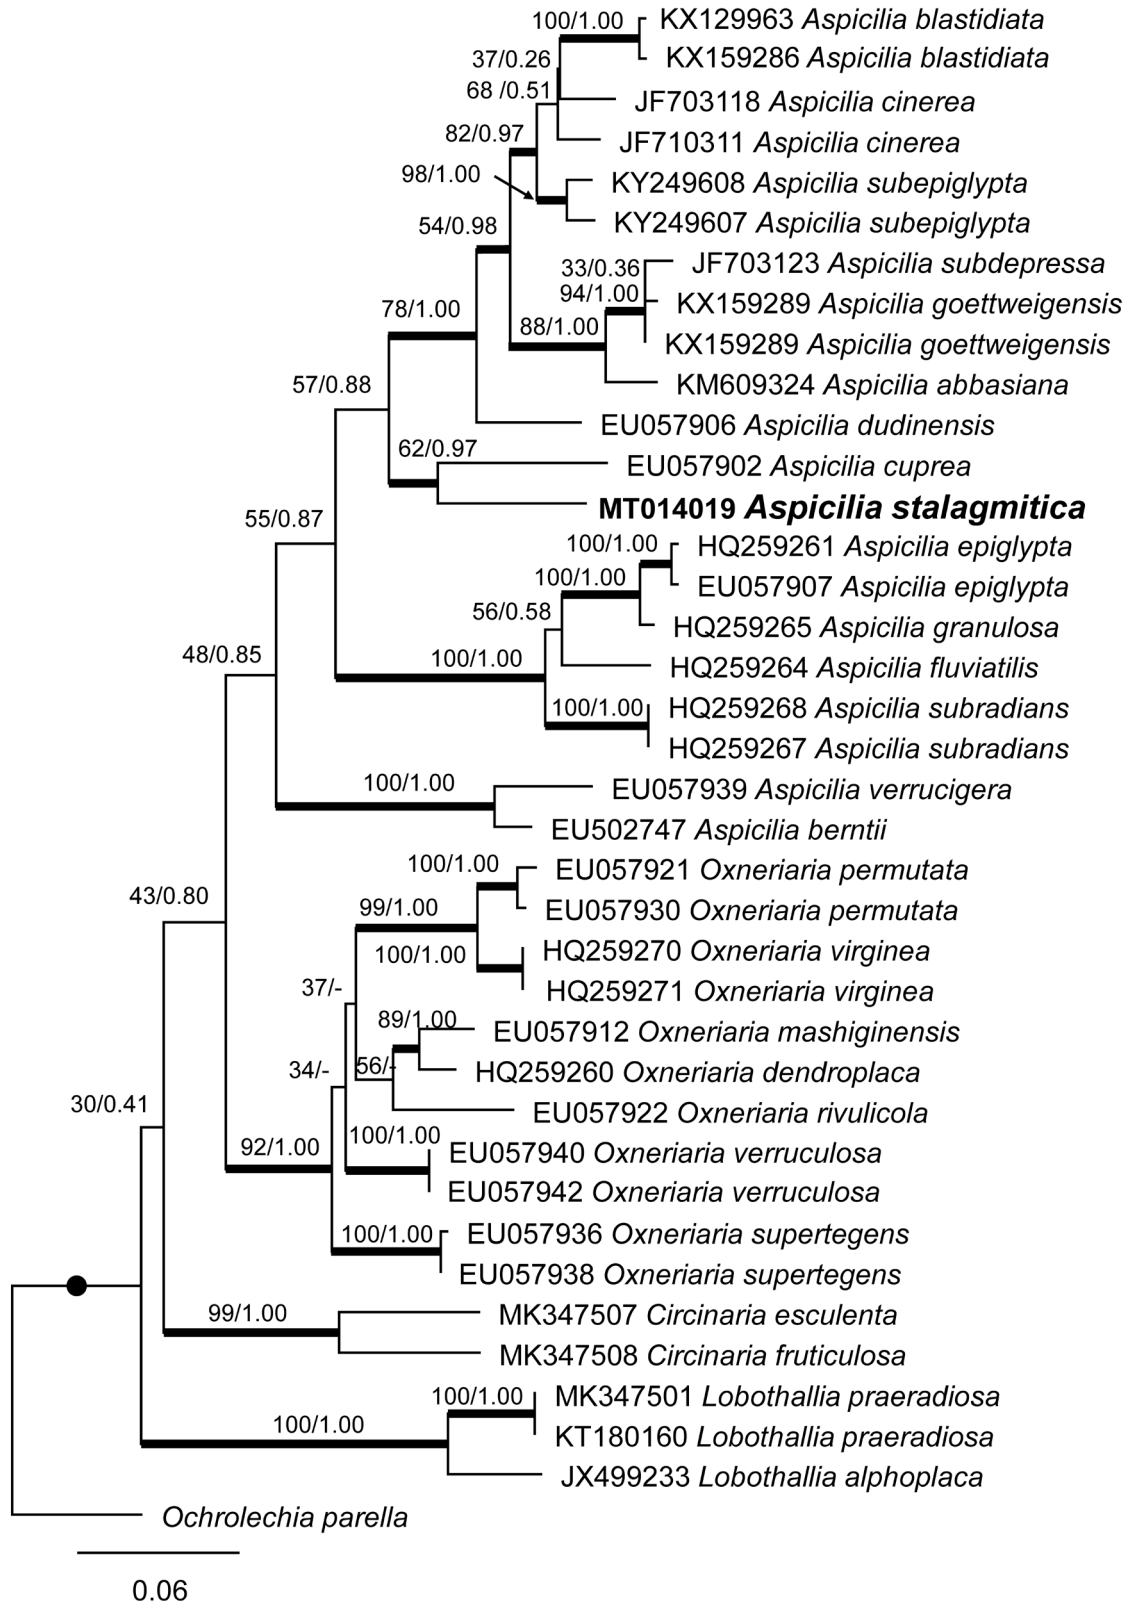 100/1.00 KX129963 Aspicilia blastidiata
37/0.26 KX159286 Aspicilia blastidiata
68 /0.51 JF703118 Aspicilia cinerea
82/0.97 JF710311 Aspicilia cinerea
98/1.00 KY249608 Aspicilia subepiglypta
KY249607 Aspicilia subepiglypta
54/0.98
33/0.36 JF703123 Aspicilia subdepressa
94/1.00 KX159289 Aspicilia goettweigensis
78/1.00 88/1.00 KX159289 Aspicilia goettweigensis
57/0.88 KM609324 Aspicilia abbasiana
EU057906 Aspicilia dudinensis
62/0.97 EU057902 Aspicilia cuprea
MT014019 Aspicilia stalagmitica
55/0.87
100/1.00 HQ259261 Aspicilia epiglypta
100/1.00 EU057907 Aspicilia epiglypta
56/0.58 HQ259265 Aspicilia granulosa
48/0.85 100/1.00 HQ259264 Aspicilia fluviatilis
100/1.00 HQ259268 Aspicilia subradians
HQ259267 Aspicilia subradians
100/1.00 EU057939 Aspicilia verrucigera
EU502747 Aspicilia berntii
100/1.00 EU057921 Oxneriaria permutata
43/0.80 99/1.00 EU057930 Oxneriaria permutata
100/1.00 HQ259270 Oxneriaria virginea
37/- HQ259271 Oxneriaria virginea
89/1.00 EU057912 Oxneriaria mashiginensis
34/- 56/- HQ259260 Oxneriaria dendroplaca
30/0.41 EU057922 Oxneriaria rivulicola
92/1.00 100/1.00 EU057940 Oxneriaria verruculosa
EU057942 Oxneriaria verruculosa
100/1.00 EU057936 Oxneriaria supertegens
EU057938 Oxneriaria supertegens
99/1.00 MK347507 Circinaria esculenta
MK347508 Circinaria fruticulosa
100/1.00 MK347501 Lobothallia praeradiosa
100/1.00 KT180160 Lobothallia praeradiosa
JX499233 Lobothallia alphoplaca
Ochrolechia parella
0.06